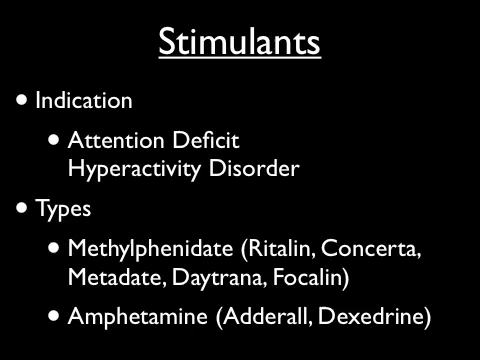 Stimulants
• Indication
• Attention Deficit
Hyperactivity Disorder
• Types
• Methylphenidate (Ritalin, Concerta,
Metadate, Daytrana, Focalin)
• Amphetamine (Adderall, Dexedrine)